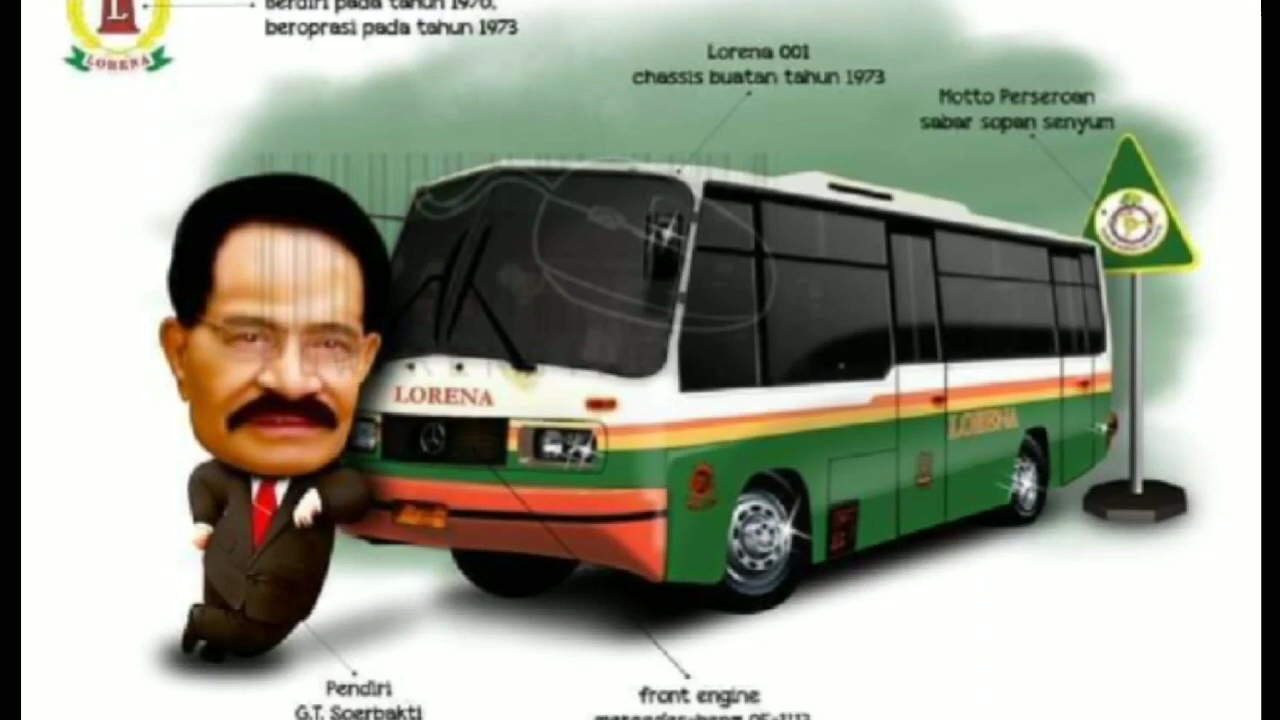 L
LORENA
Berdiri pada tahun 1970,
beroprasi pada tahun 1973
Lorena 001
chassis buatan tahun 1973
Motto Perseroan
sabar sopan senyum
LORENA
LORENA
Pendiri
G.T. Soerbakti
front engine